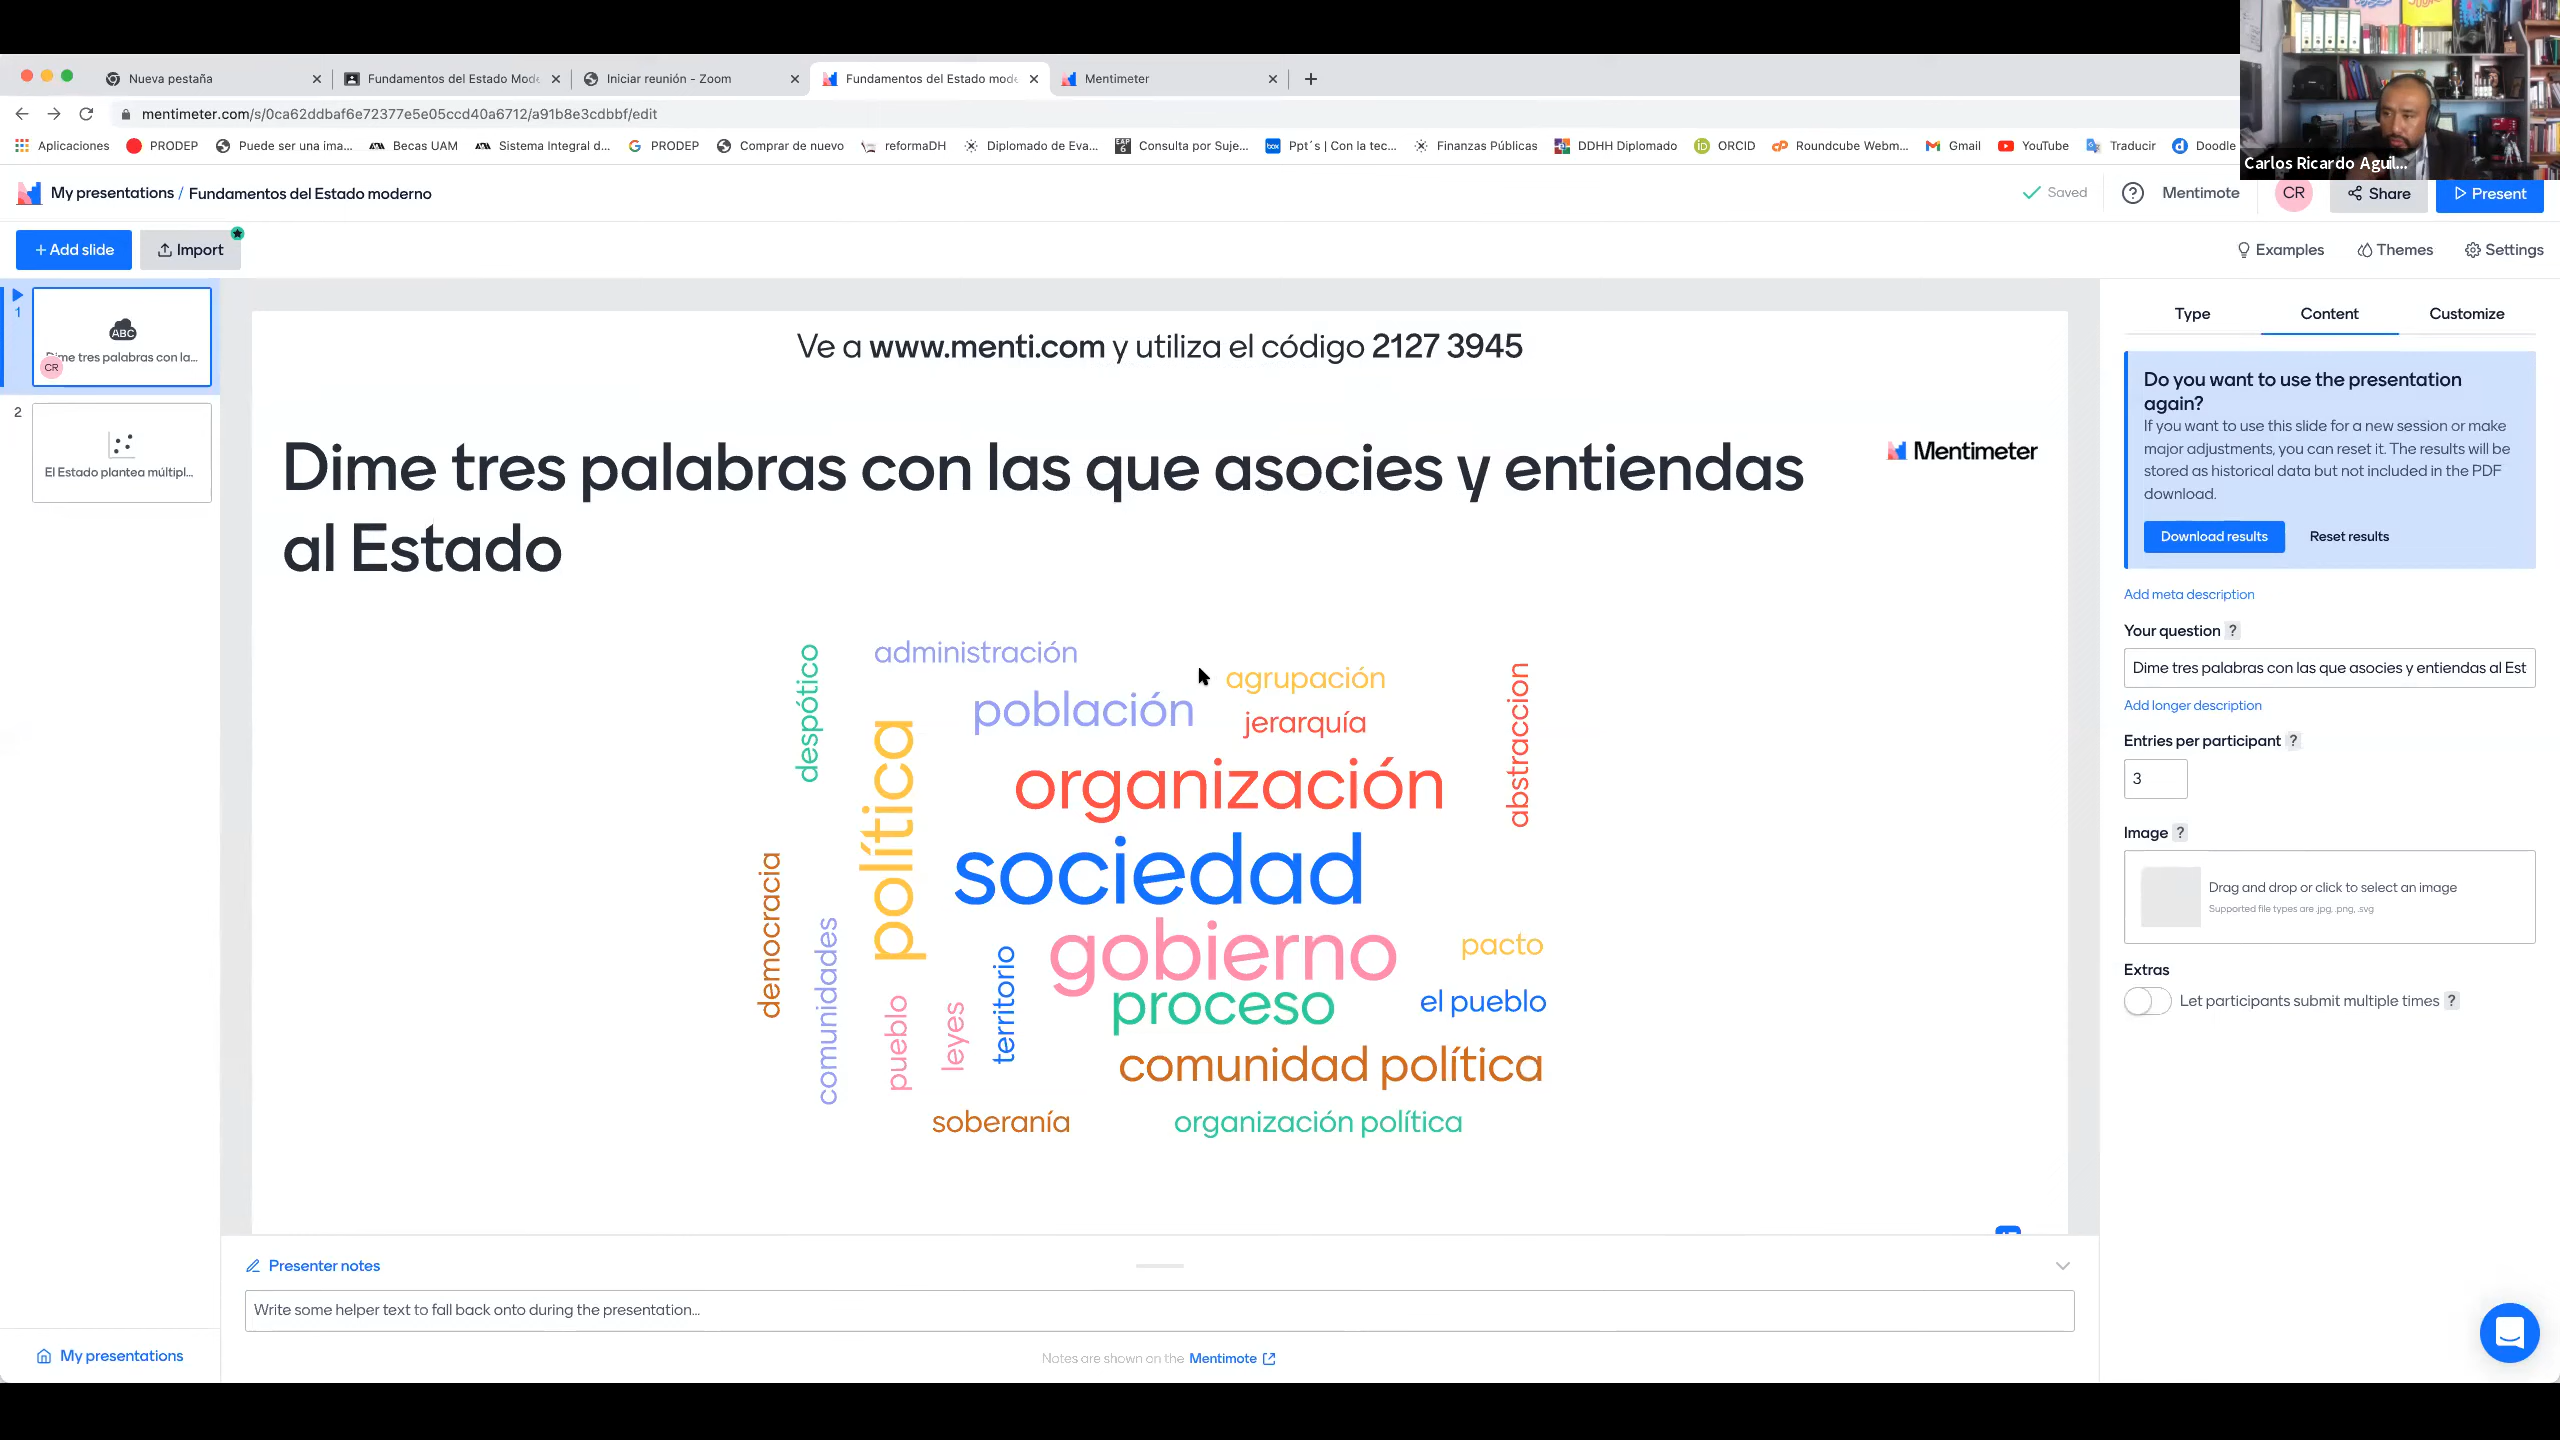 Nueva pestaña
Fundamentos del Estado Mode
Iniciar reunión - Zoom
Fundamentos del Estado mode
Mentimeter
mentimeter.com/s/0ca62ddbaf6e72377e5e05ccd40a6712/a91b8e3cdbbf/edit
Aplicaciones
PRODEP
Puede ser una ima...
Becas UAM
Sistema Integral d...
PRODEP
Comprar de nuevo
reformaDH
Diplomado de Eva...
Consulta por Suje...
Ppt´s | Con la tec...
Finanzas Públicas
DDHH Diplomado
ORCID
Roundcube Webm...
Gmail
YouTube
Traducir
Doodle
Carlos Ricardo Aguil...
My presentations / Fundamentos del Estado moderno
Saved
Mentimote
CR
Share
Present
+ Add slide
Import
Examples
Themes
Settings
1
ABC
Dime tres palabras con la...
CR
2
El Estado plantea múltipl...
Ve a www.menti.com y utiliza el código 2127 3945
Dime tres palabras con las que asocies y entiendas
al Estado
Mentimeter
despótico
administración
agrupación
población
jerarquía
abstraccion
política
organización
sociedad
democracia
comunidades
gobierno
pacto
territorio
proceso
el pueblo
pueblo
leyes
comunidad política
soberanía
organización política
Type
Content
Customize
Do you want to use the presentation
again?
If you want to use this slide for a new session or make
major adjustments, you can reset it. The results will be
stored as historical data but not included in the PDF
download.
Download results
Reset results
Add meta description
Your question ?
Dime tres palabras con las que asocies y entiendas al Est
Add longer description
Entries per participant ?
3
Image ?
Drag and drop or click to select an image
Supported file types are .jpg, .png, .svg
Extras
Let participants submit multiple times ?
Presenter notes
Write some helper text to fall back onto during the presentation...
Notes are shown on the Mentimote
My presentations